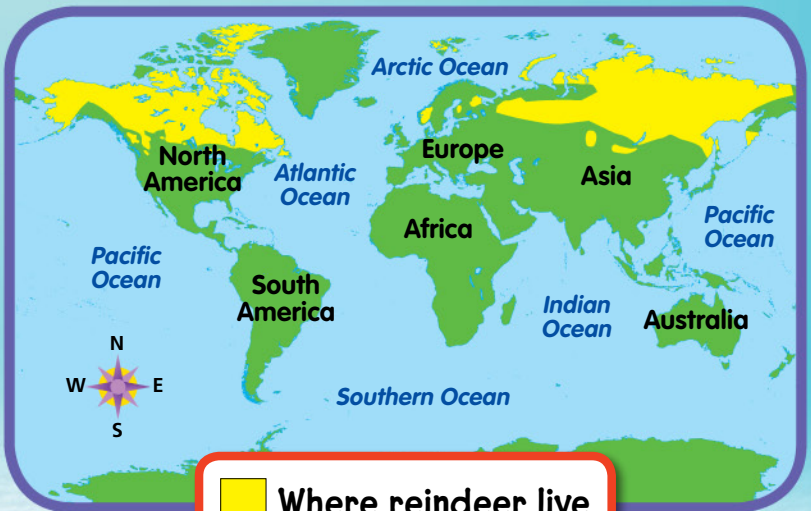 Arctic Ocean
North
America
Atlantic
Ocean
Europe
Asia
Africa
Pacific
Ocean
Pacific
Ocean
South
America
Indian
Ocean
Australia
N
W E
S
Southern Ocean
Where reindeer live